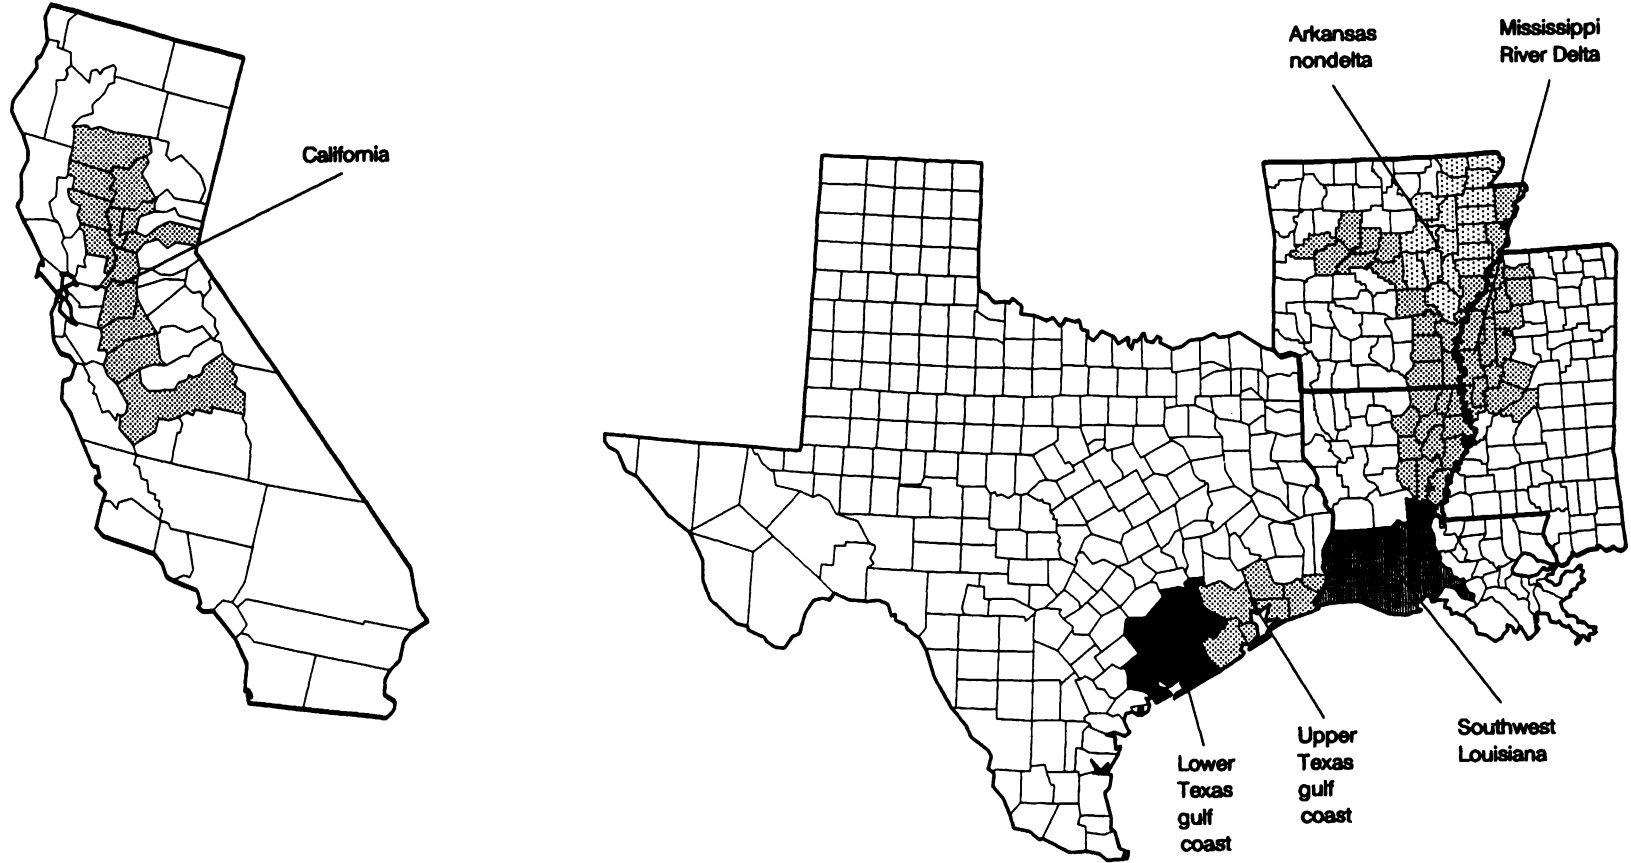 Arkansas
nondelta
Mississippi
River Delta
California
Lower
Texas
gulf
coast
Upper
Texas
gulf
coast
Southwest
Louisiana